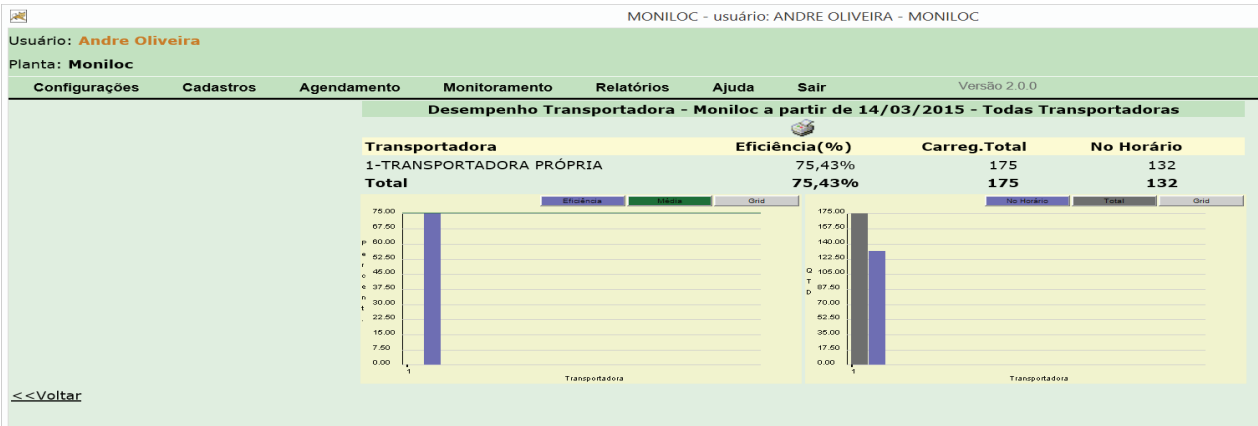 MONILOC - usuário: ANDRE OLIVEIRA - MONILOC
Usuário: Andre Oliveira
Planta: Moniloc
Configurações Cadastros Agendamento Monitoramento Relatórios Ajuda Sair Versão 2.0.0
Desempenho Transportadora - Moniloc a partir de 14/03/2015 - Todas Transportadoras
Transportadora Eficiência(%) Carreg.Total No Horário
1-TRANSPORTADORA PRÓPRIA 75,43% 175 132
Total 75,43% 175 132
Eficiência Média Grid
75.00
67.50
60.00
52.50
45.00
37.50
30.00
22.50
15.00
7.50
0.00
Percent.
1
Transportadora
No Horário Total Grid
175.00
157.50
140.00
122.50
105.00
87.50
70.00
52.50
35.00
17.50
0.00
QTD
1
Transportadora
<<Voltar